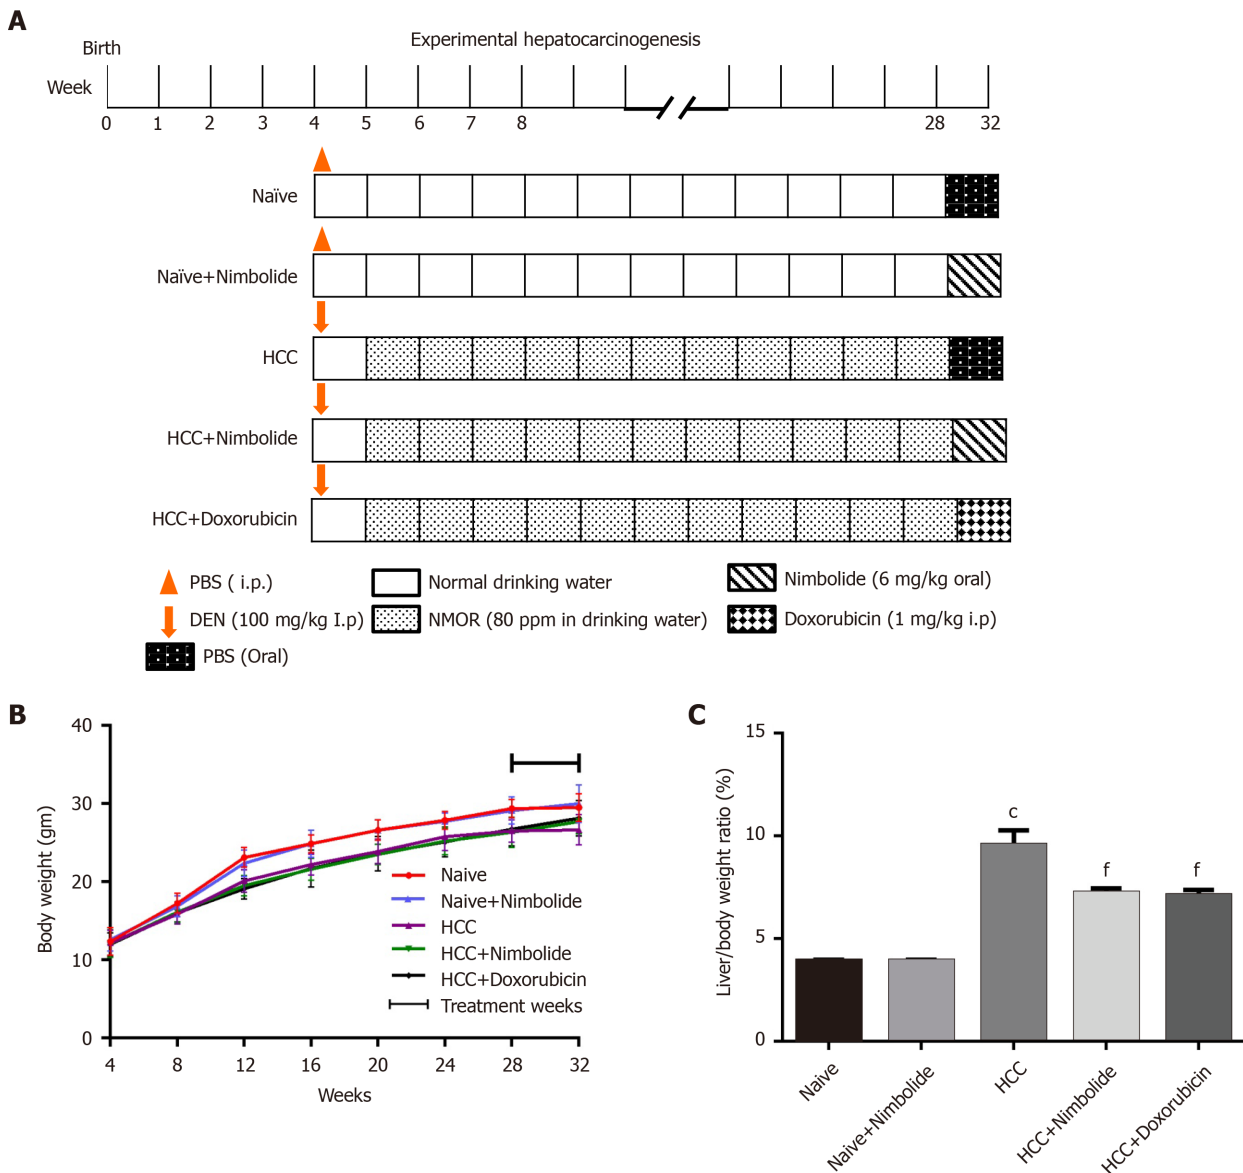 A
Experimental hepatocarcinogenesis
Birth
Week
0 1 2 3 4 5 6 7 8 28 32
Naïve
Naïve+Nimbolide
HCC
HCC+Nimbolide
HCC+Doxorubicin
PBS ( i.p.) Normal drinking water Nimbolide (6 mg/kg oral)
DEN (100 mg/kg I.p) NMOR (80 ppm in drinking water) Doxorubicin (1 mg/kg i.p)
PBS (Oral)
B
Body weight (gm)
40
30
20
10
0
4 8 12 16 20 24 28 32
Weeks
Naive
Naive+Nimbolide
HCC
HCC+Nimbolide
HCC+Doxorubicin
Treatment weeks
C
Liver/body weight ratio (%)
15
10
5
0
c
f f
Naive
Naive+Nimbolide
HCC
HCC+Nimbolide
HCC+Doxorubicin